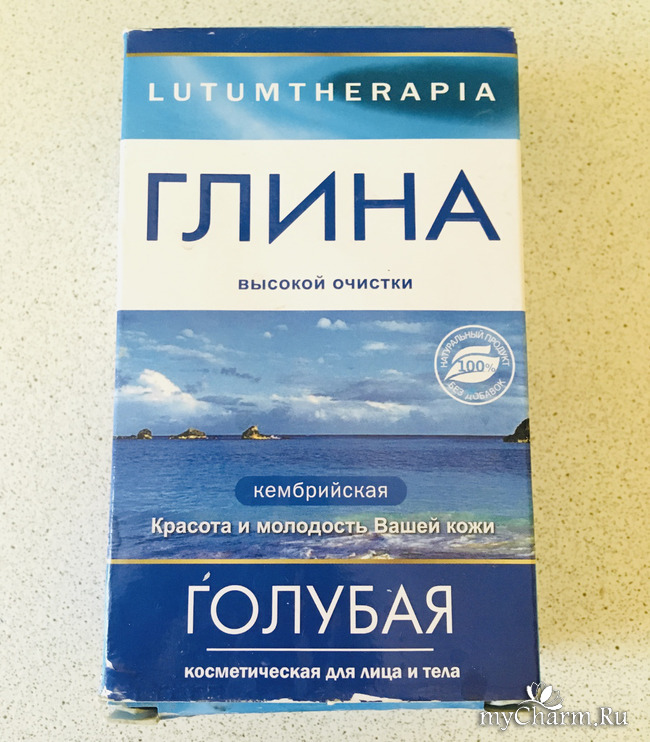 LUTUMTHERAPIA
ГЛИНА
ВЫСОКОЙ ОЧИСТКИ
НАТУРАЛЬНЫЙ ПРОДУКТ
100%
БЕЗ ДОБАВОК
кембрийская
Красота и молодость Вашей кожи
ГОЛУБАЯ
косметическая для лица и тела
myCharm.Ru